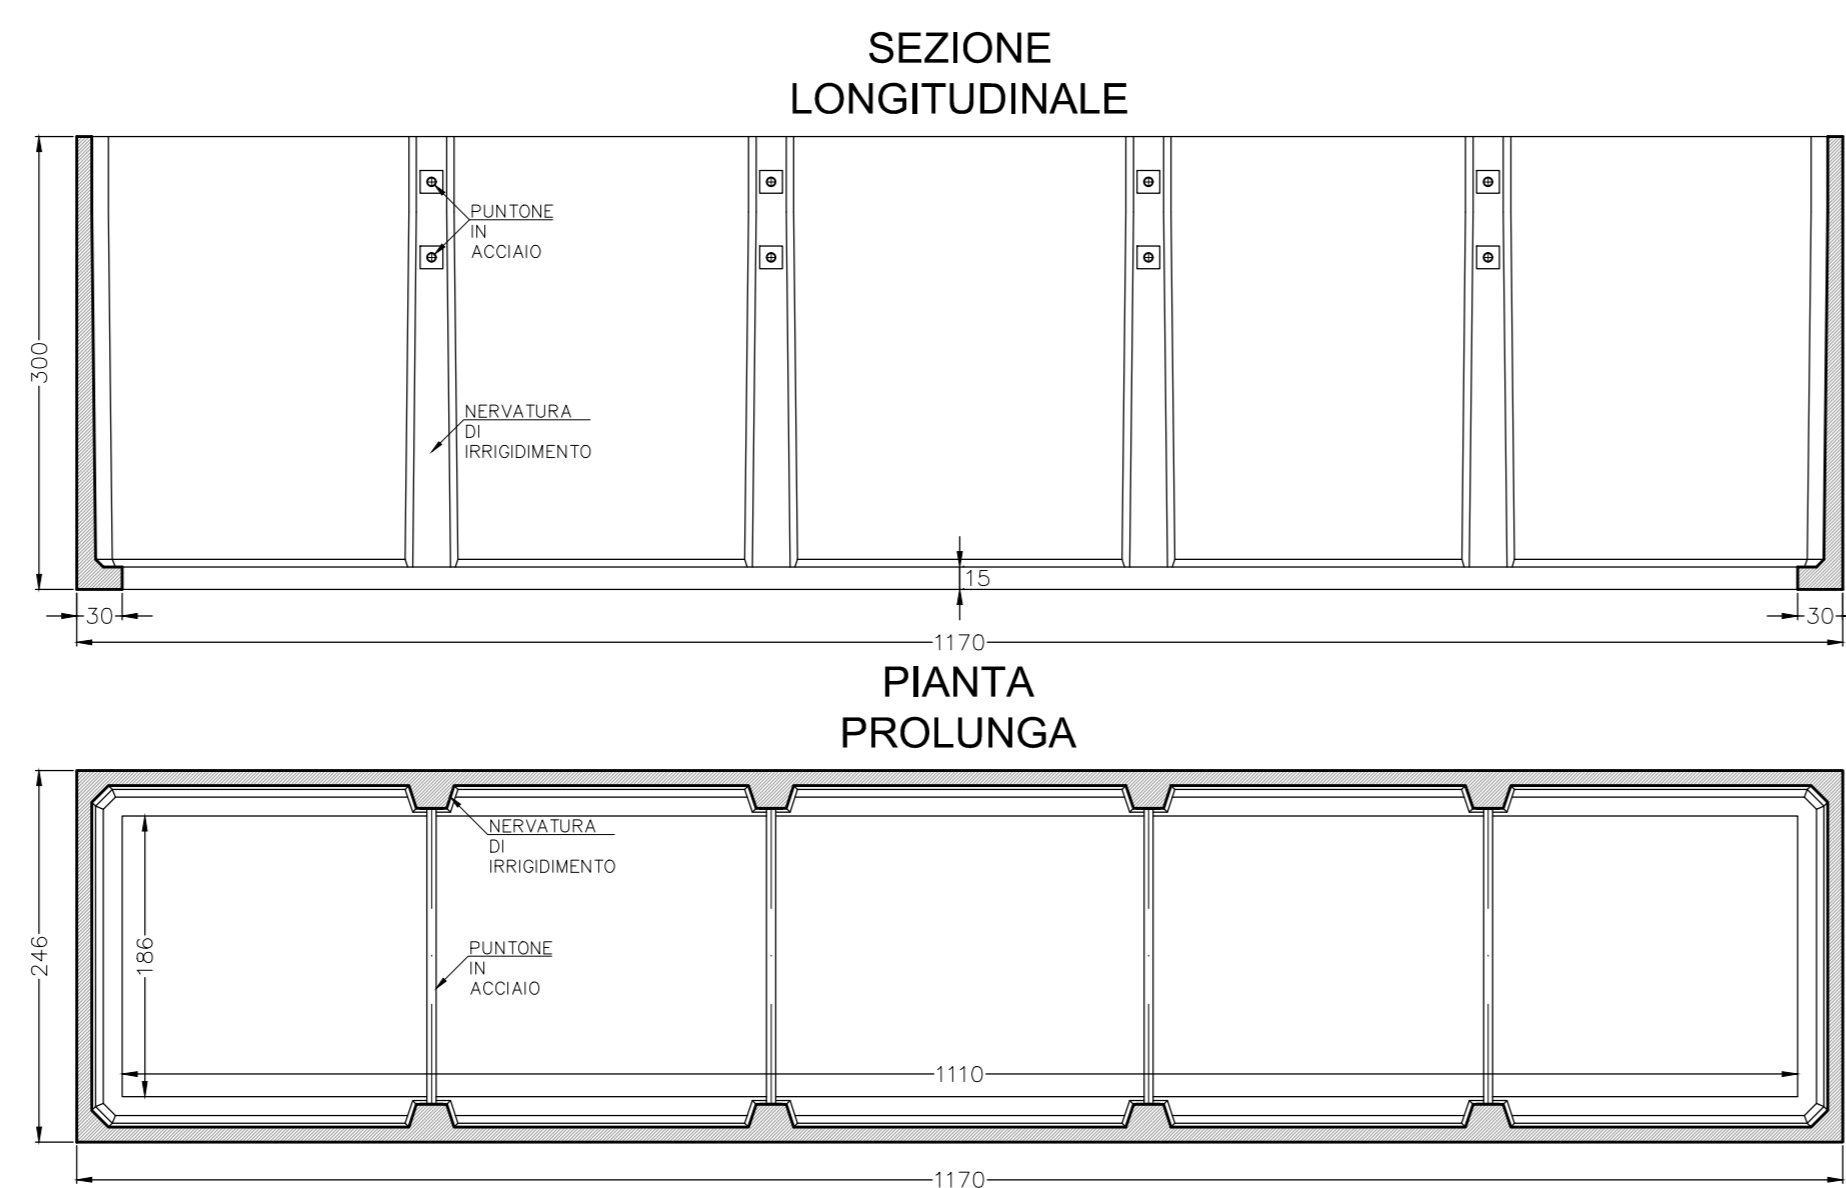 SEZIONE
LONGITUDINALE
PUNTONE
IN
ACCIAIO
300
NERVATURA
DI
IRRIGIDIMENTO
15
30
30
1170
PIANTA
PROLUNGA
NERVATURA
DI
IRRIGIDIMENTO
246
186
PUNTONE
IN
ACCIAIO
1110
1170